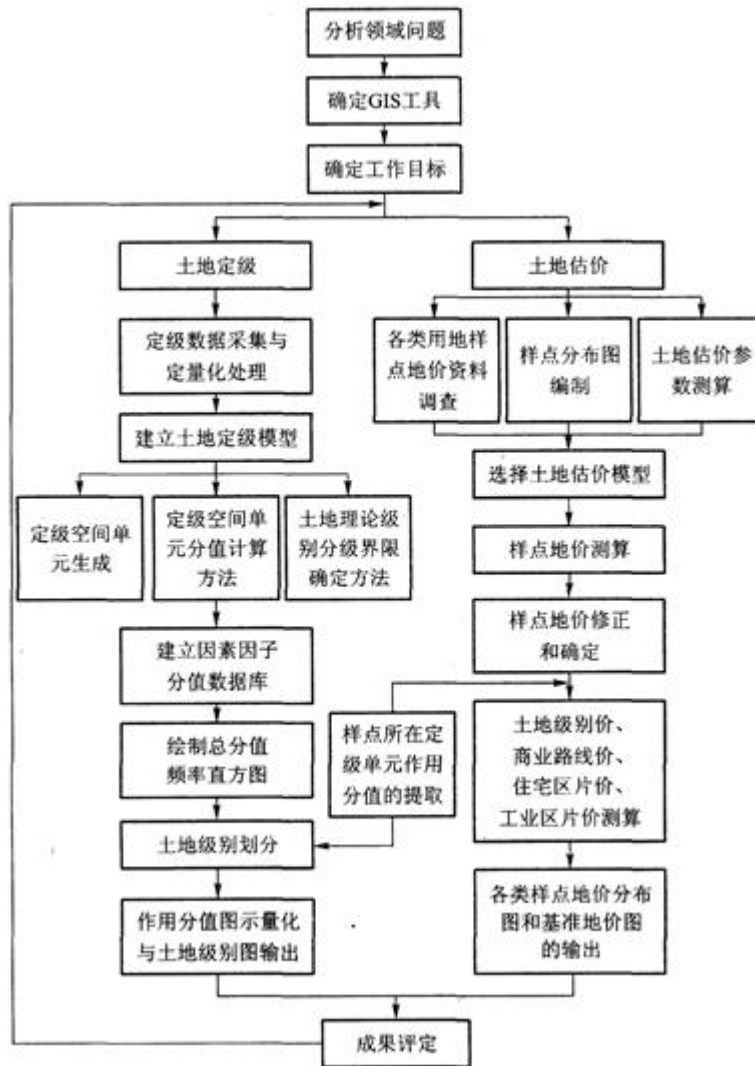 分析领域问题
确定GIS工具
确定工作目标
土地定级
土地估价
定级数据采集与
定量化处理
各类用地样
点地价资料
调查
样点分布图
编制
土地估价参
数测算
建立土地定级模型
选择土地估价模型
定级空间单
元生成
定级空间单
元分值计算
方法
土地理论级
别分级界限
确定方法
样点地价测算
样点地价修正
和确定
建立因素因子
分值数据库
绘制总分值
频率直方图
样点所在定
级单元作用
分值的提取
土地级别价、
商业路线价、
住宅区片价、
工业区片价测算
土地级别划分
作用分值图示量化
与土地级别图输出
各类样点地价分布
图和基准地价图
的输出
成果评定